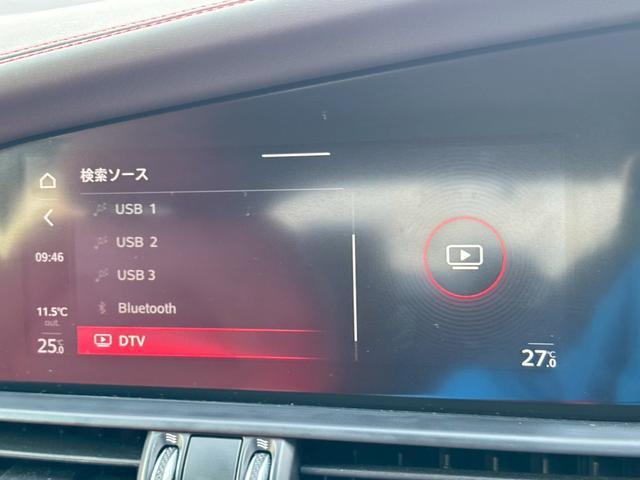 検索ソース
USB 1
USB 2
USB 3
Bluetooth
DTV
09:46
11.5°C
out.
25°C.0
27°C.0